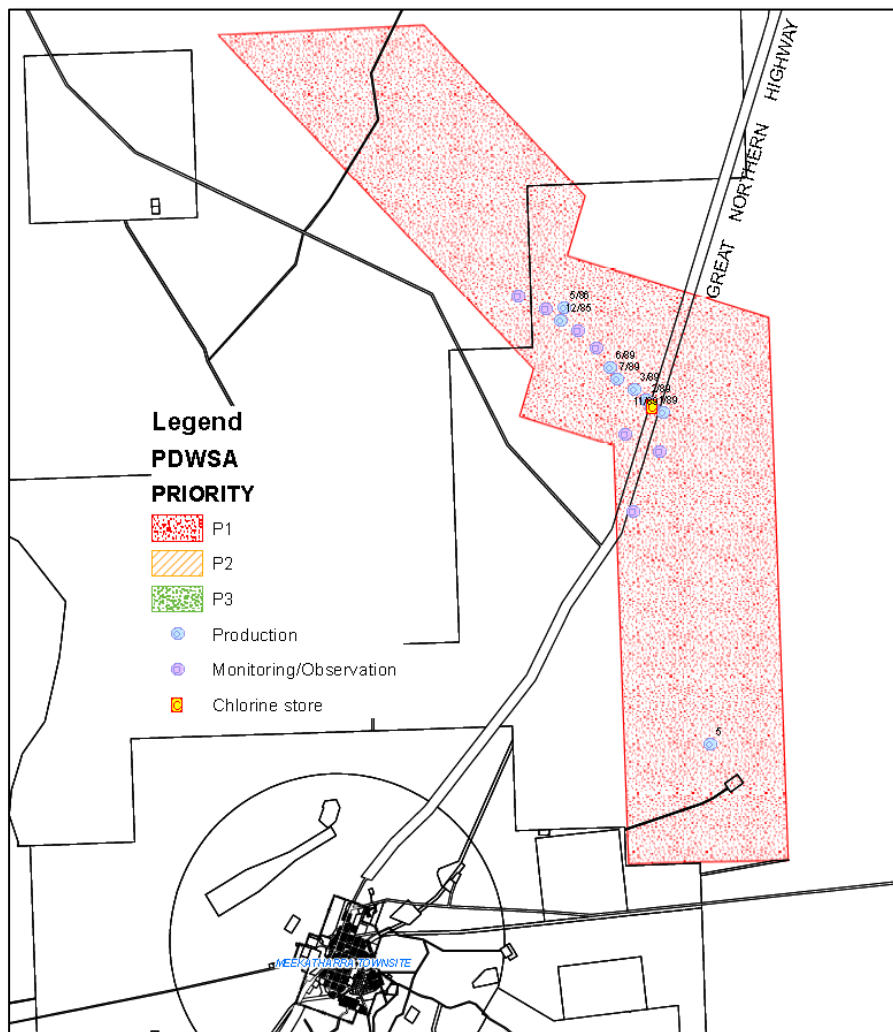 GREAT NORTHERN HIGHWAY
5/86
12/85
6/89
7/89
3/89
2/89
1/89
Legend
PDWSA
PRIORITY
P1
P2
P3
Production
Monitoring/Observation
Chlorine store
C
5
MEEKATHARRA TOWNSITE